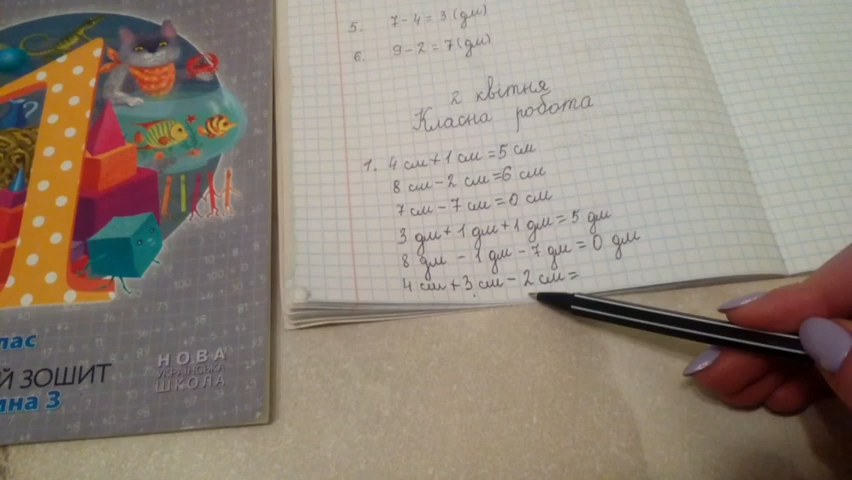 5. 7-4=3(дм)
6. 9-2=7(дм)
2 квітня
Класна робота
1. 4 см+1 см=5 см
8 см-2 см=6 см
7 см-7 см=0 см
3 дм+1 дм+1 дм=5 дм
8 дм - 1 дм - 7 дм=0 дм
4 см+3 см-2 см=
1
лас
Й ЗОШИТ
ина 3
НОВА
УКРАЇНСЬКА
ШКОЛА